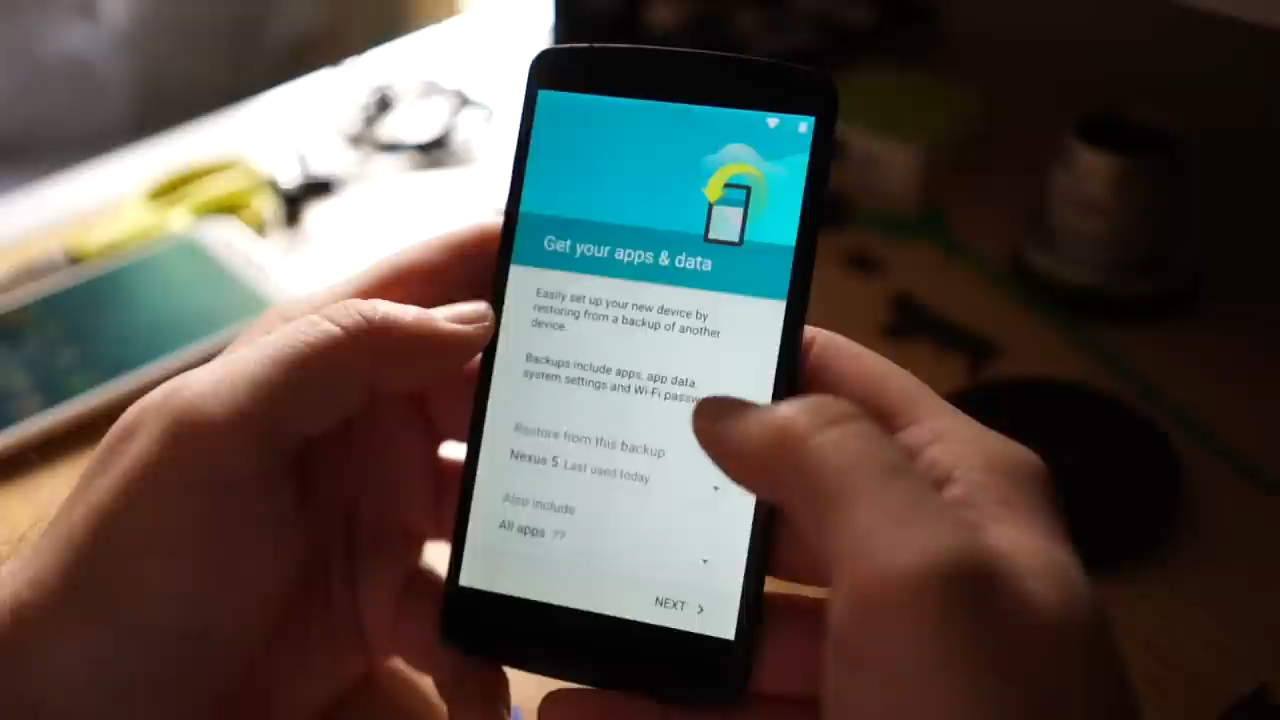 Get your apps & data
Easily set up your new device by
restoring from a backup of another
device.
Backups include apps, app data,
system settings and Wi-Fi passw
Restore from this backup
Nexus 5 Last used today
Also include
All apps ??
NEXT